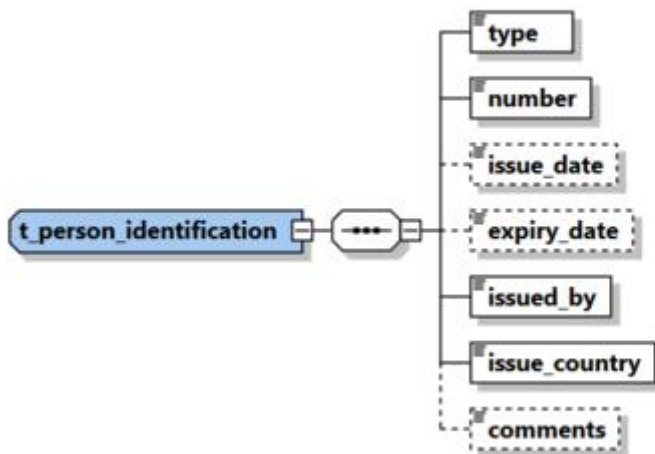 type
number
issue_date
t_person_identification
expiry_date
issued_by
issue_country
comments